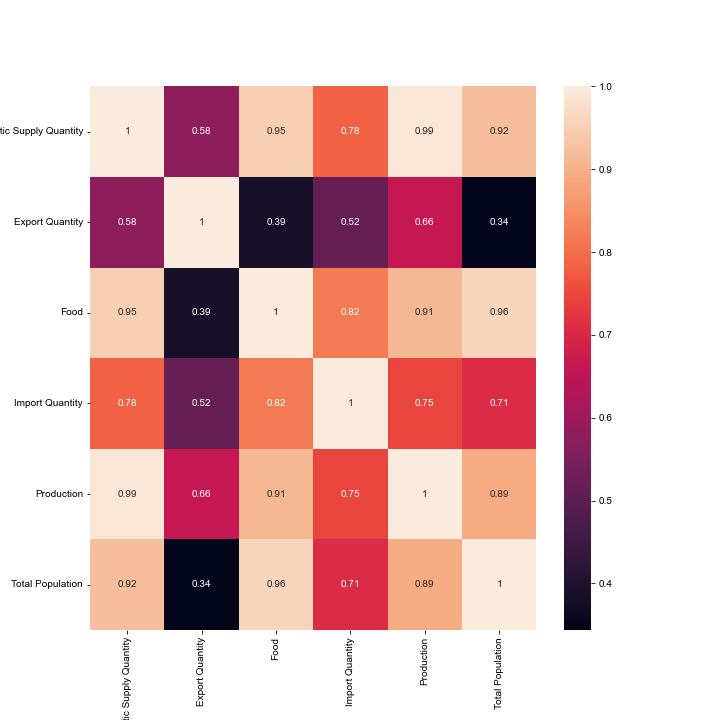 1.0
tic Supply Quantity 1 0.58 0.95 0.78 0.99 0.92
0.9
Export Quantity 0.58 1 0.39 0.52 0.66 0.34
0.8
Food 0.95 0.39 1 0.82 0.91 0.96
0.7
Import Quantity 0.78 0.52 0.82 1 0.75 0.71
0.6
Production 0.99 0.66 0.91 0.75 1 0.89
0.5
Total Population 0.92 0.34 0.96 0.71 0.89 1
0.4
tic Supply Quantity
Export Quantity
Food
Import Quantity
Production
Total Population